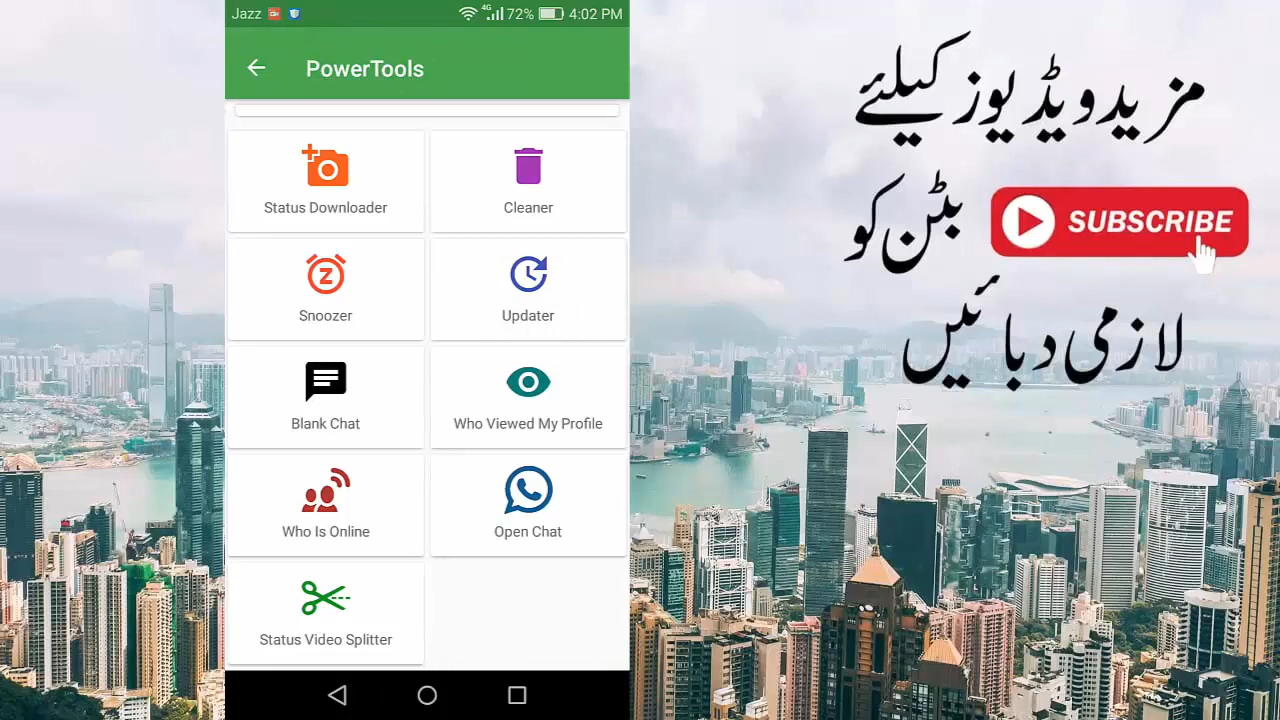 Jazz 4G 72% 4:02 PM
PowerTools
Status Downloader
Cleaner
Snoozer
Updater
Blank Chat
Who Viewed My Profile
Who Is Online
Open Chat
Status Video Splitter
مزید ویڈیوز کیلئے
بٹن کو SUBSCRIBE
لازمی دبائیں